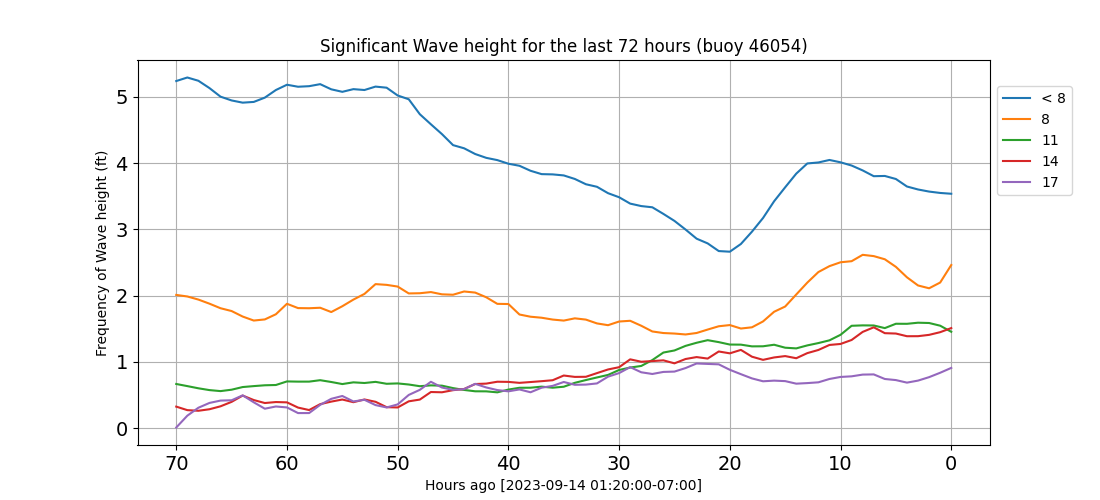 Significant Wave height for the last 72 hours (buoy 46054)
Frequency of Wave height (ft)
5
4
3
2
1
0
70 60 50 40 30 20 10 0
Hours ago [2023-09-14 01:20:00-07:00]
< 8
8
11
14
17